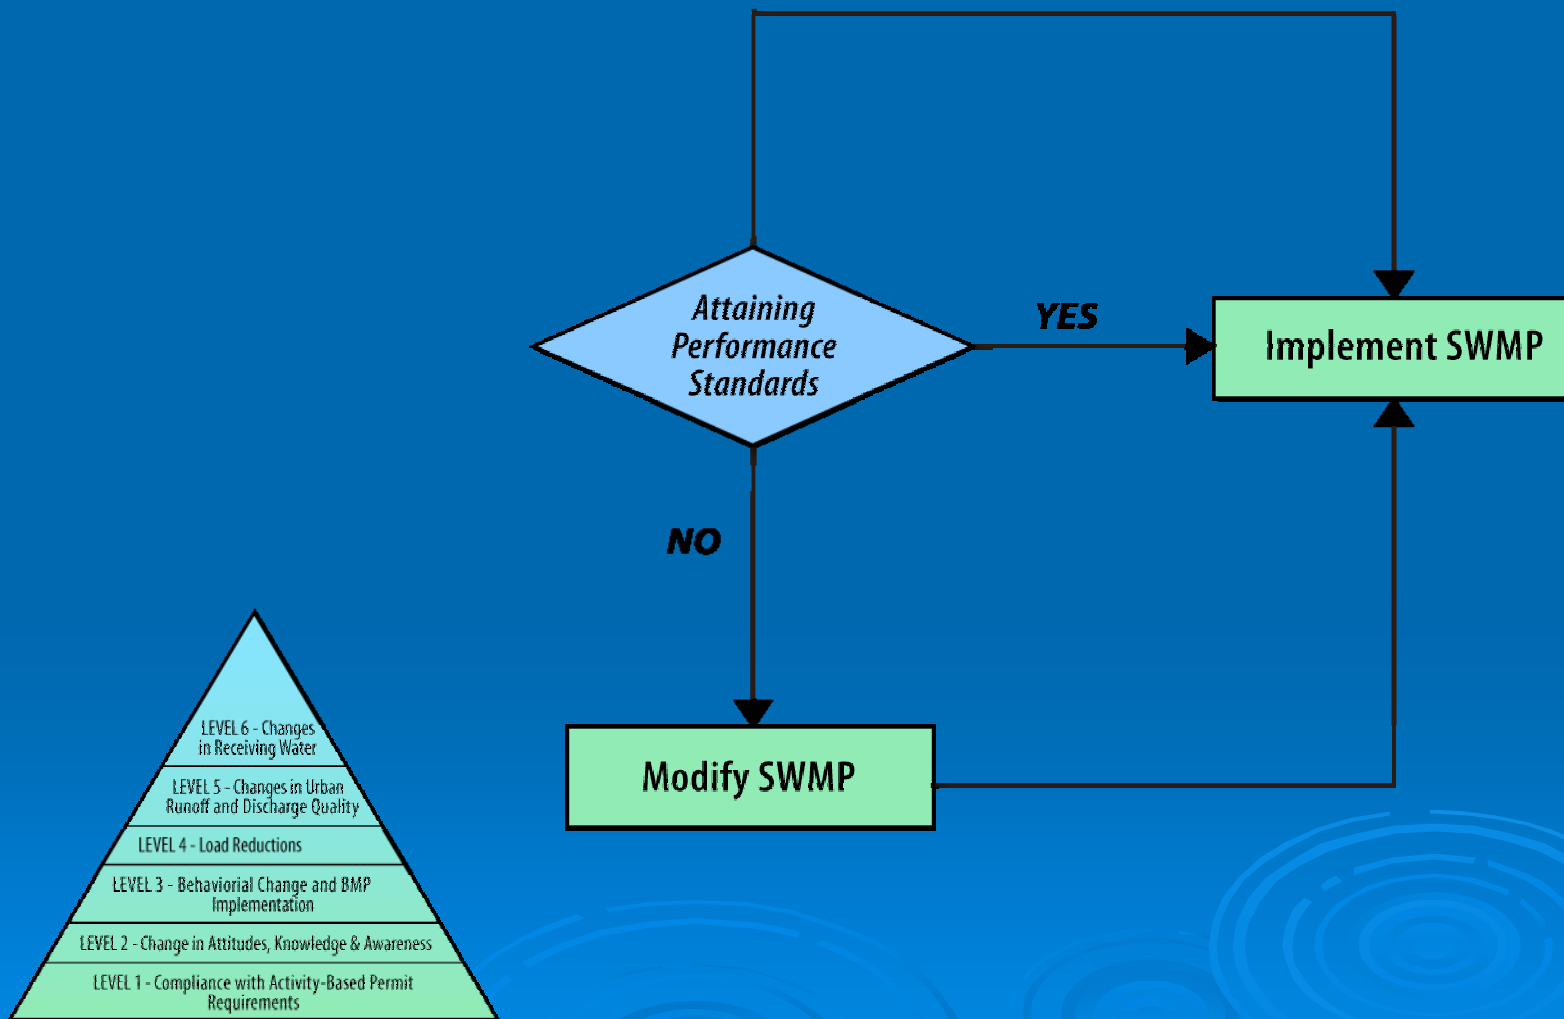 Attaining
Performance
Standards
YES
Implement SWMP
NO
Modify SWMP
LEVEL 6 - Changes
in Receiving Water
LEVEL 5 - Changes in Urban
Runoff and Discharge Quality
LEVEL 4 - Load Reductions
LEVEL 3 - Behaviorial Change and BMP
Implementation
LEVEL 2 - Change in Attitudes, Knowledge & Awareness
LEVEL 1 - Compliance with Activity-Based Permit
Requirements